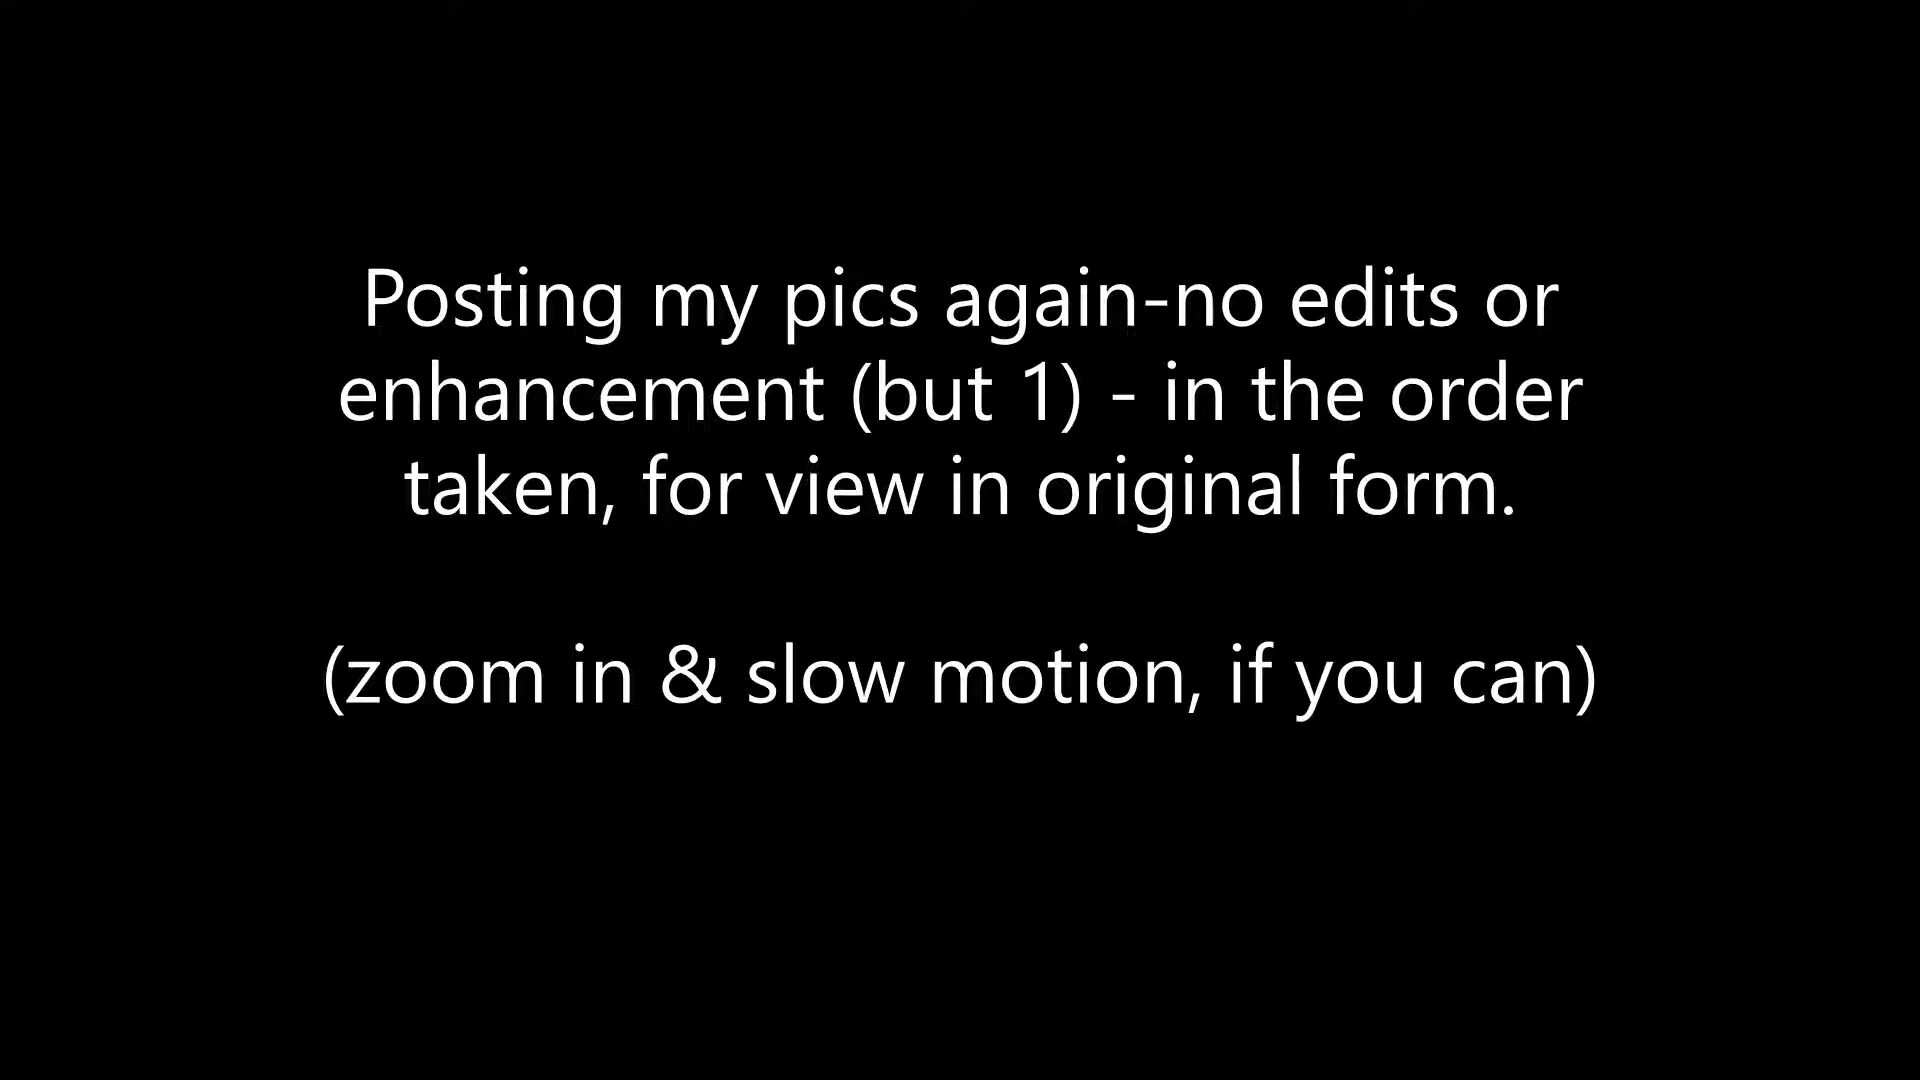 Posting my pics again-no edits or
enhancement (but 1) - in the order
taken, for view in original form.
(zoom in & slow motion, if you can)